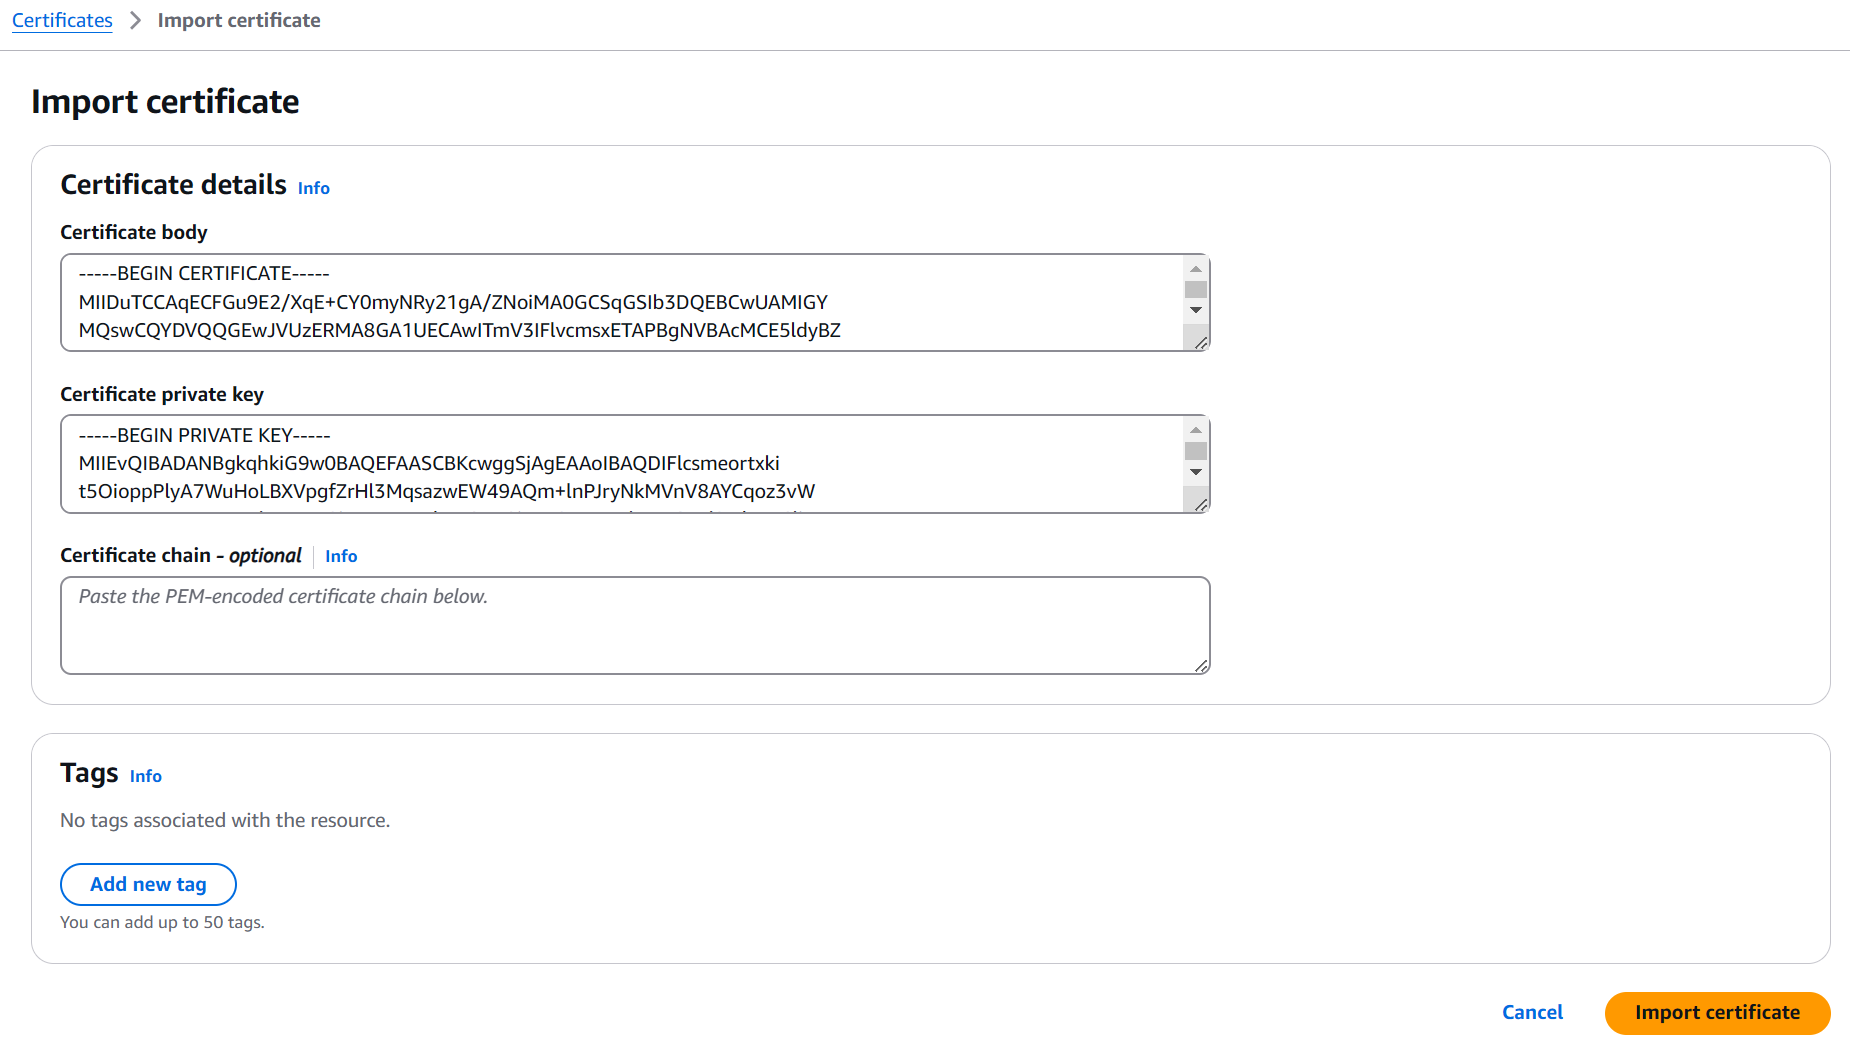 Certificates > Import certificate
Import certificate
Certificate details Info
Certificate body
-----BEGIN CERTIFICATE-----
MIIDuTCCAqECFGu9E2/XqE+CY0myNRy21gA/ZNoiMA0GCSqGSIb3DQEBCwUAMIGY
MQswCQYDVQQGEwJVUzERMA8GA1UECAwITmV3IFlvcmsxETAPBgNVBAcMCE5ldyBZ
Certificate private key
-----BEGIN PRIVATE KEY-----
MIIEvQIBADANBgkqhkiG9w0BAQEFAASCBKcwggSjAgEAAoIBAQDIFlcsmeortxki
t5OioppPlyA7WuHoLBXVpgfZrHl3MqsazwEW49AQm+lnPJryNkMVnV8AYCqoz3vW
Certificate chain - optional Info
Paste the PEM-encoded certificate chain below.
Tags Info
No tags associated with the resource.
Add new tag
You can add up to 50 tags.
Cancel Import certificate